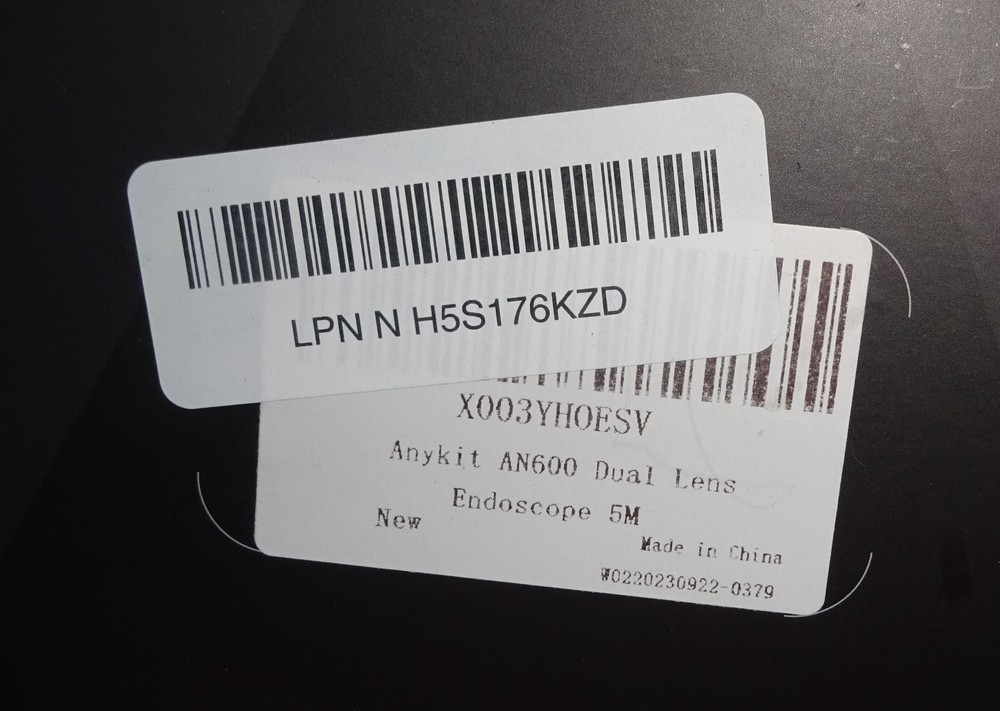 LPN N H5S176KZD
X003YHOESV
Anykit AN600 Dual Lens
Endoscope 5M
New
Made in China
W0220230922-0379